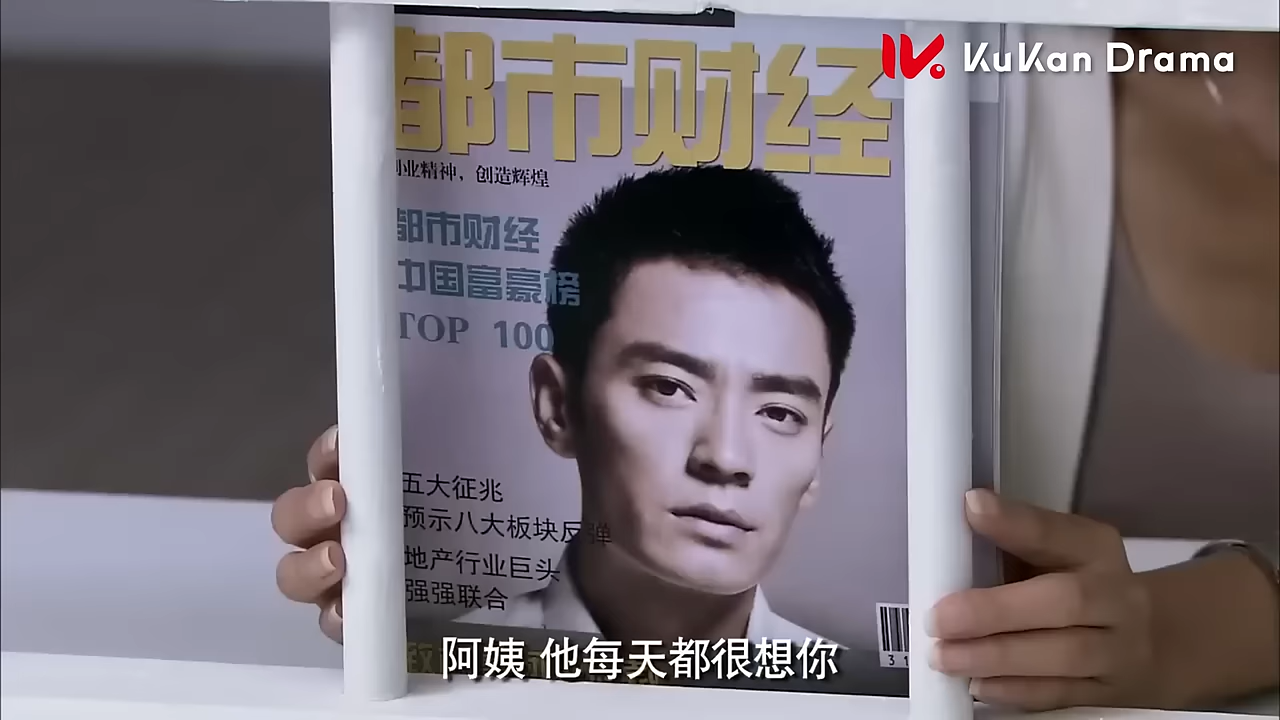 都市财经
KuKan Drama
创业精神，创造辉煌
都市财经
中国富豪榜
TOP 100
五大征兆
预示八大板块反弹
地产行业巨头
强强联合
31
阿姨 他每天都很想你